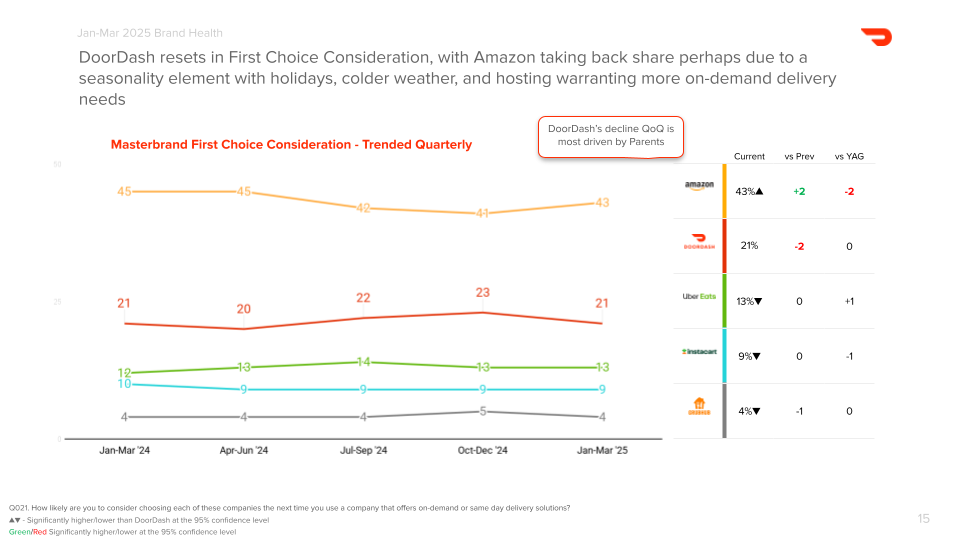 Jan-Mar 2025 Brand Health
DoorDash resets in First Choice Consideration, with Amazon taking back share perhaps due to a
seasonality element with holidays, colder weather, and hosting warranting more on-demand delivery
needs
DoorDash's decline QoQ is
most driven by Parents
Masterbrand First Choice Consideration - Trended Quarterly
Current vs Prev vs YAG
50
25
0
45 45 42 41 43
21 20 22 23 21
12 13 14 13 13
10 9 9 9 9
4 4 4 5 4
Jan-Mar '24 Apr-Jun '24 Jul-Sep '24 Oct-Dec '24 Jan-Mar '25
amazon 43%▲ +2 -2
DOORDASH 21% -2 0
Uber Eats 13%▼ 0 +1
instacart 9%▼ 0 -1
4%▼ -1 0
Q021. How likely are you to consider choosing each of these companies the next time you use a company that offers on-demand or same day delivery solutions?
▲▼ - Significantly higher/lower than DoorDash at the 95% confidence level
Green/Red Significantly higher/lower at the 95% confidence level
15